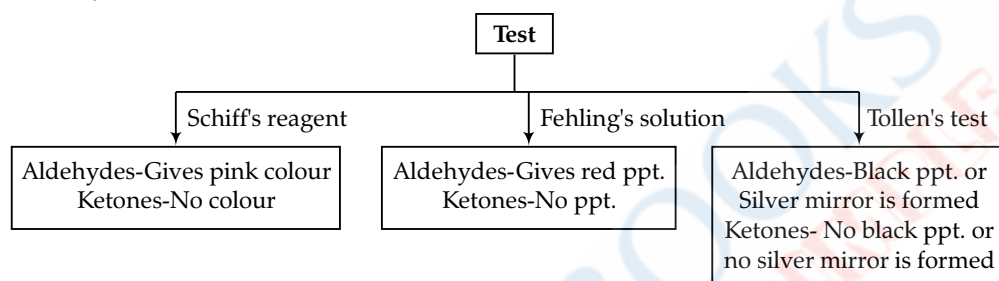 Test
Schiff's reagent
Fehling's solution
Tollen's test
Aldehydes-Gives pink colour
Ketones-No colour
Aldehydes-Gives red ppt.
Ketones-No ppt.
Aldehydes-Black ppt. or
Silver mirror is formed
Ketones- No black ppt. or
no silver mirror is formed
BOOKS